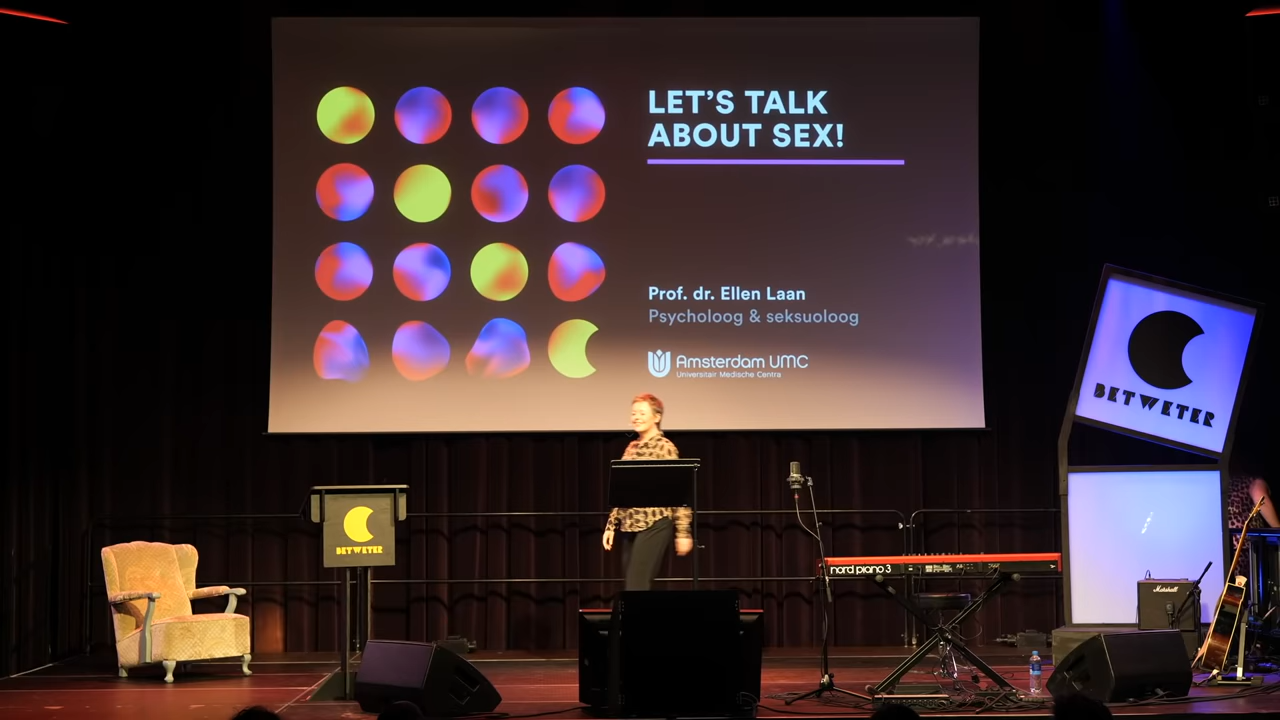 LET'S TALK
ABOUT SEX!
Prof. dr. Ellen Laan
Psycholoog & seksuoloog
Amsterdam UMC
Universitair Medische Centra
BETWETER
BETWETER
nord piano 3
Marshall